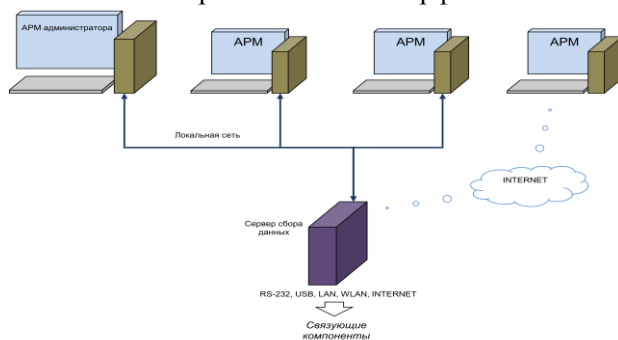 АРМ администратора
АРМ
АРМ
АРМ
Локальная сеть
INTERNET
Сервер сбора
данных
RS-232, USB, LAN, WLAN, INTERNET
Связующие
компоненты